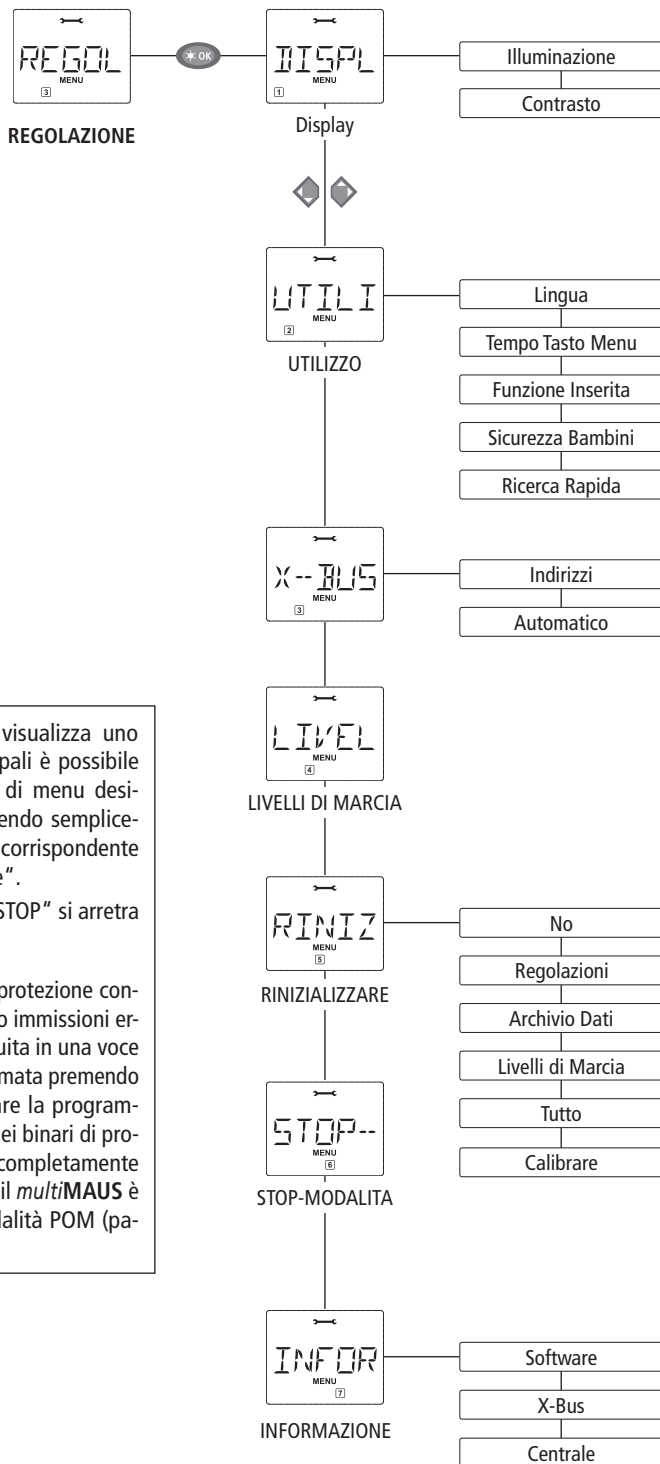 REGOL
MENU
3
REGOLAZIONE
OK
DISPL
MENU
1
Display
Illuminazione
Contrasto
UTILI
MENU
2
UTILIZZO
Lingua
Tempo Tasto Menu
Funzione Inserita
Sicurezza Bambini
Ricerca Rapida
X--BUS
MENU
3
Indirizzi
Automatico
LIVEL
MENU
4
LIVELLI DI MARCIA
RINIZ
MENU
5
RINIZIALIZZARE
No
Regolazioni
Archivio Dati
Livelli di Marcia
Tutto
Calibrare
STOP--
MENU
6
STOP-MODALITA
INFOR
MENU
7
INFORMAZIONE
Software
X-Bus
Centrale
visualizza uno
pali è possibile
di menu desi-
endo semplice-
corrispondente
e“.
STOP“ si arretra
protezione con-
o immissioni er-
uita in una voce
mata premendo
are la program-
ei binari di pro-
completamente
il multiMAUS è
dalità POM (pa-